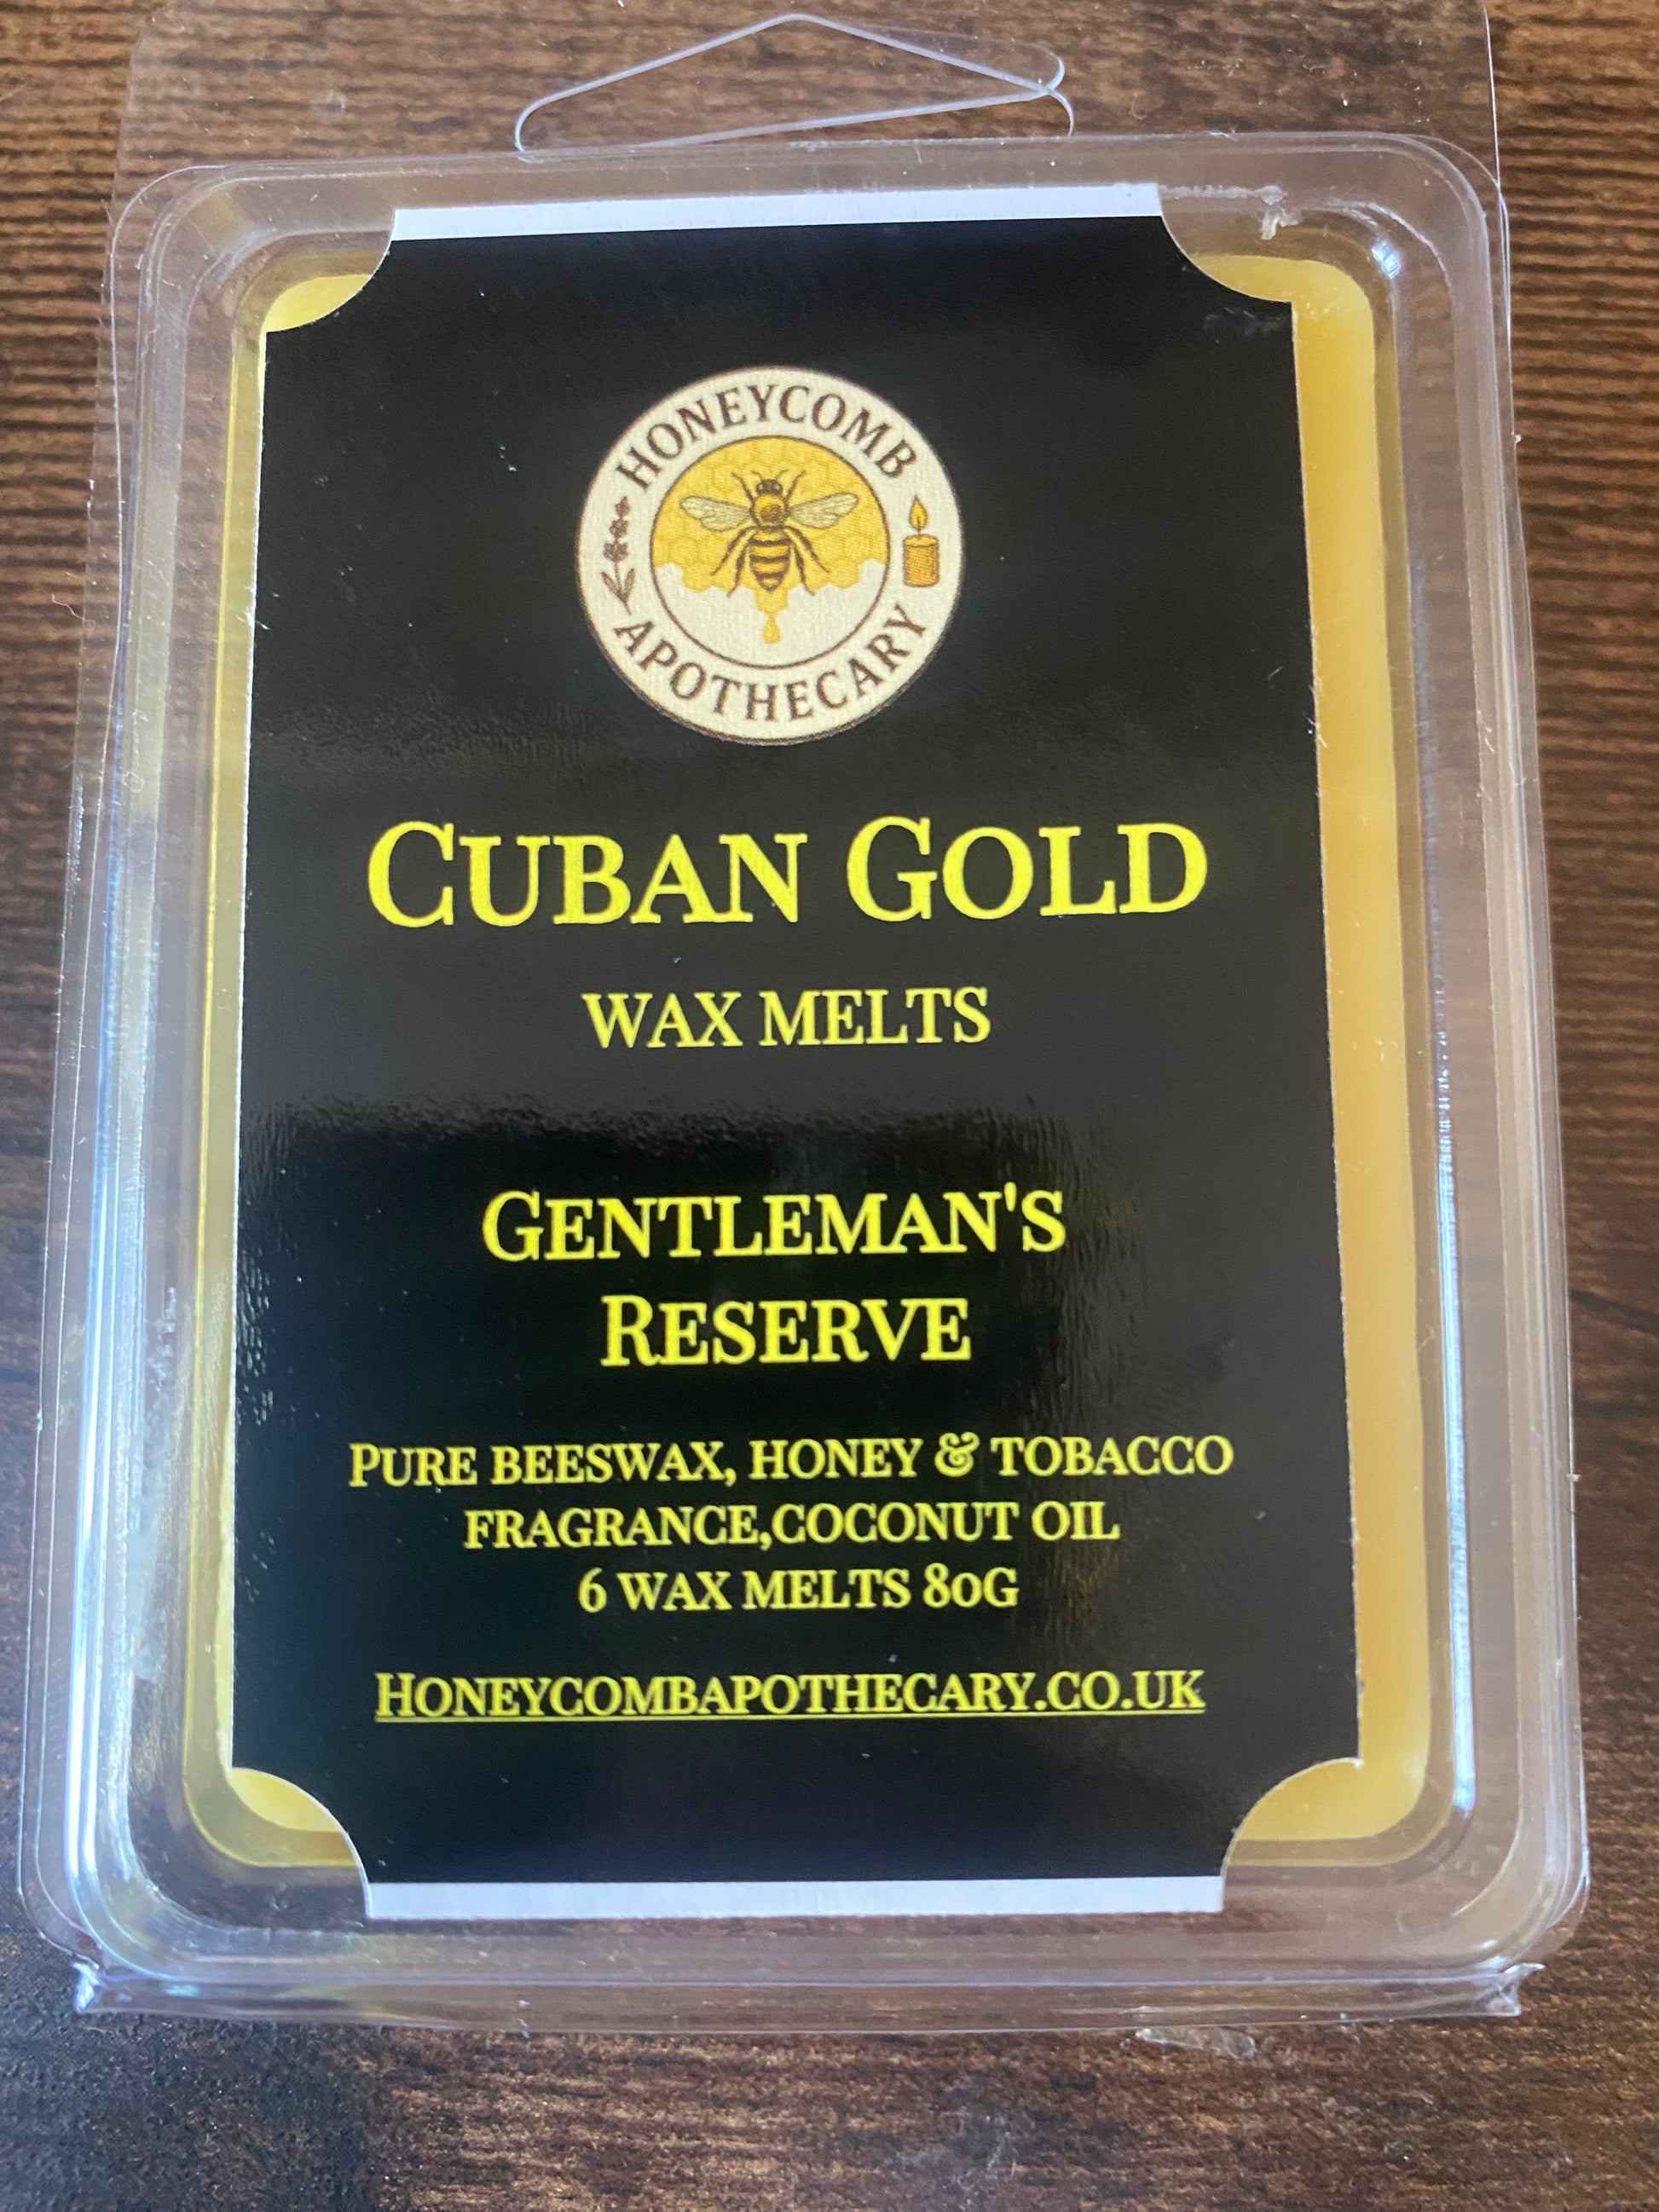 HONEYCOMB
APOTHECARY
CUBAN GOLD
WAX MELTS
GENTLEMAN'S
RESERVE
PURE BEESWAX, HONEY & TOBACCO
FRAGRANCE,COCONUT OIL
6 WAX MELTS 80G
HONEYCOMBAPOTHECARY.CO.UK